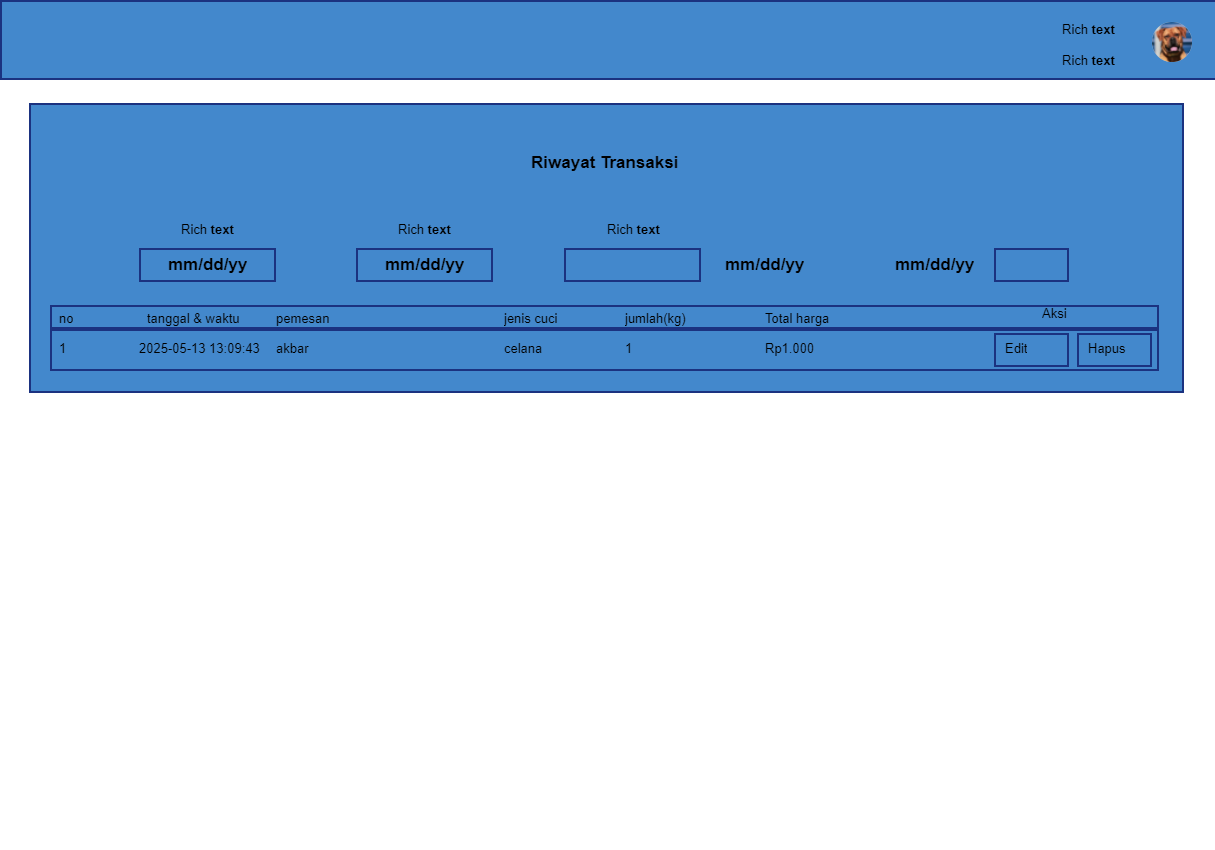 Rich text
Rich text
Riwayat Transaksi
Rich text Rich text Rich text
mm/dd/yy mm/dd/yy mm/dd/yy mm/dd/yy
no tanggal & waktu pemesan jenis cuci jumlah(kg) Total harga Aksi
1 2025-05-13 13:09:43 akbar celana 1 Rp1.000 Edit Hapus